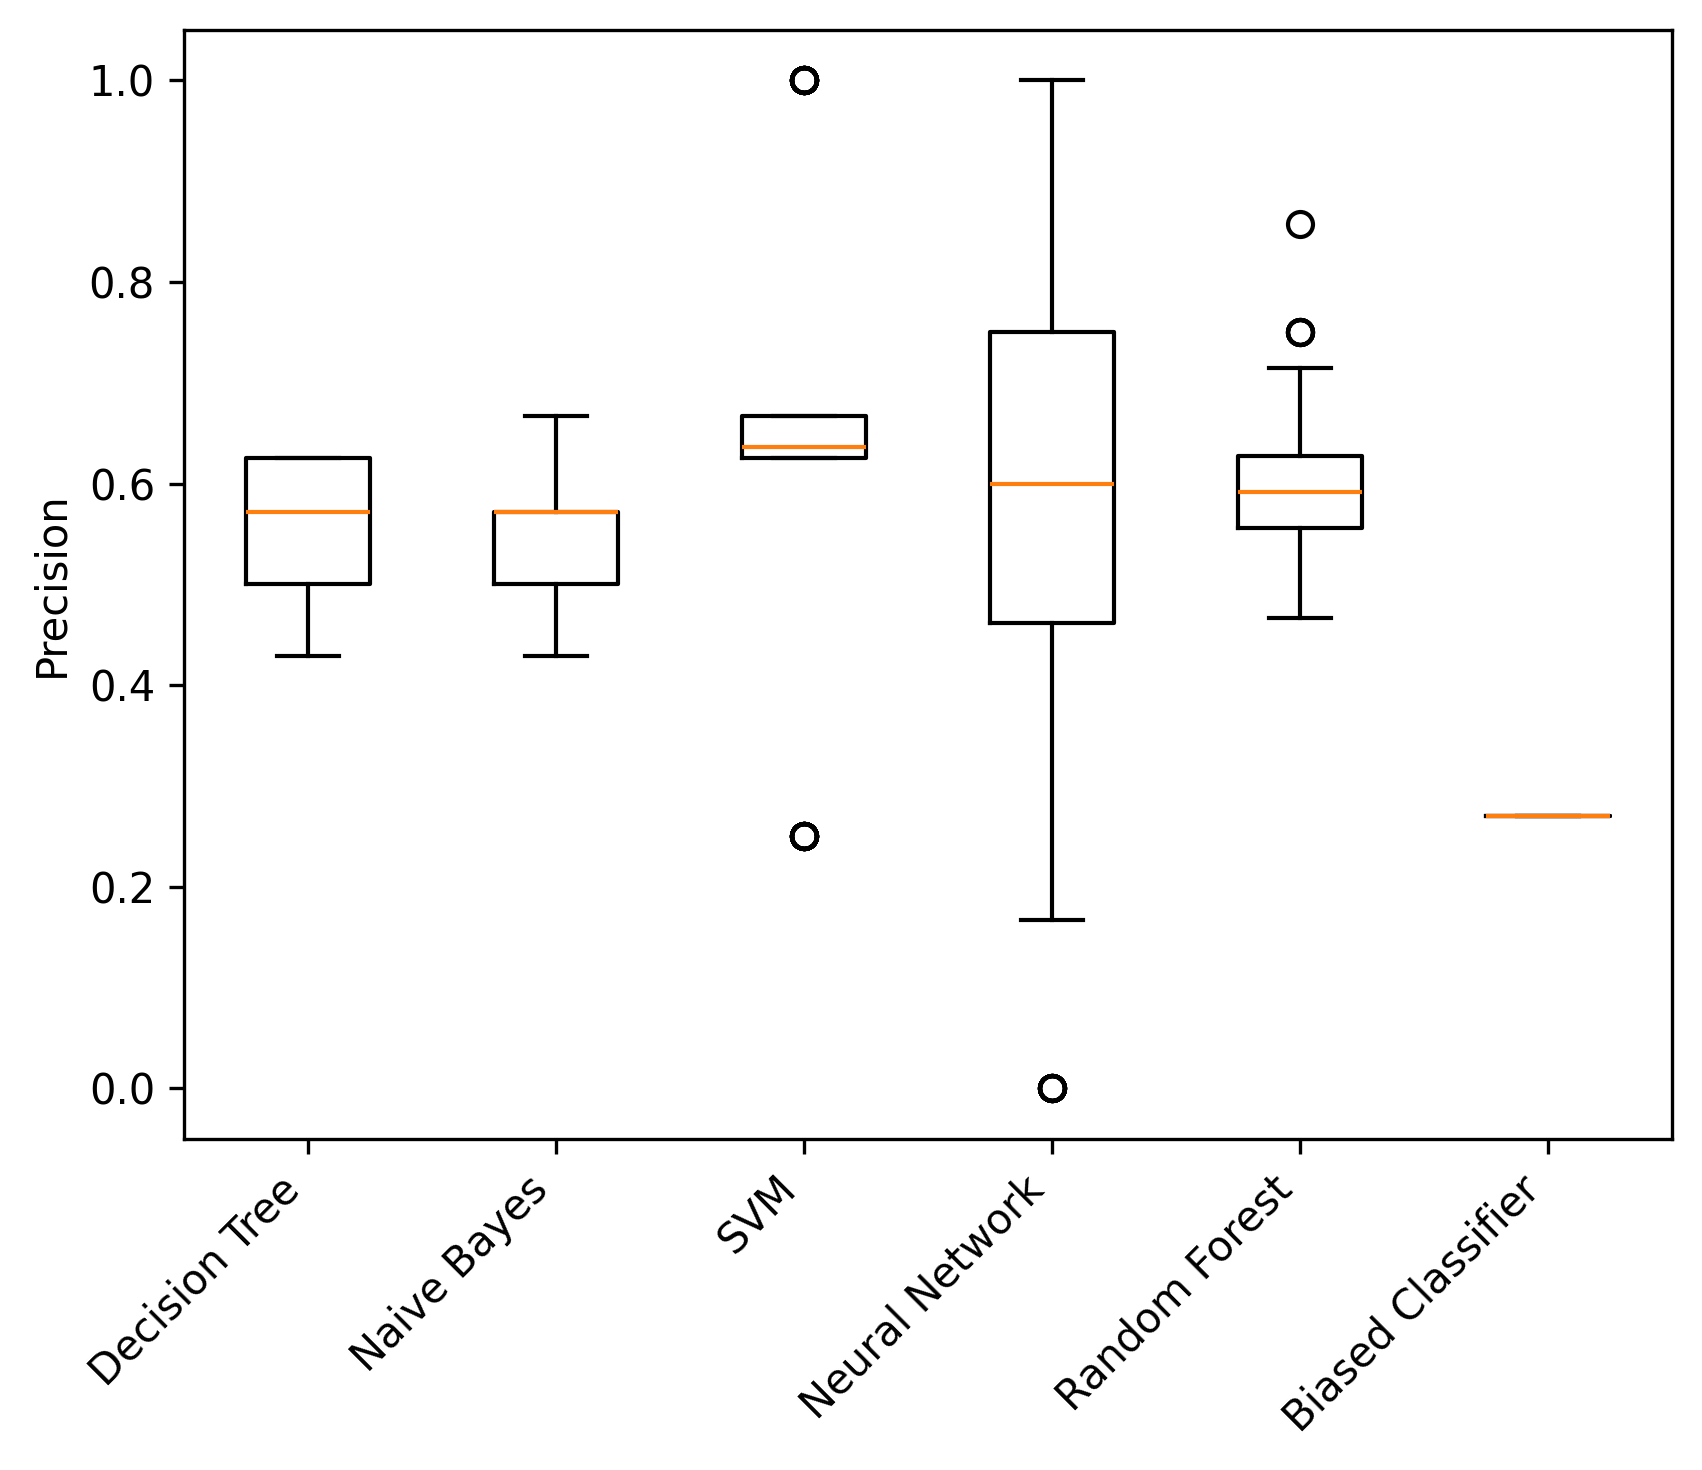 Precision
1.0
0.8
0.6
0.4
0.2
0.0
Decision Tree
Naive Bayes
SVM
Neural Network
Random Forest
Biased Classifier